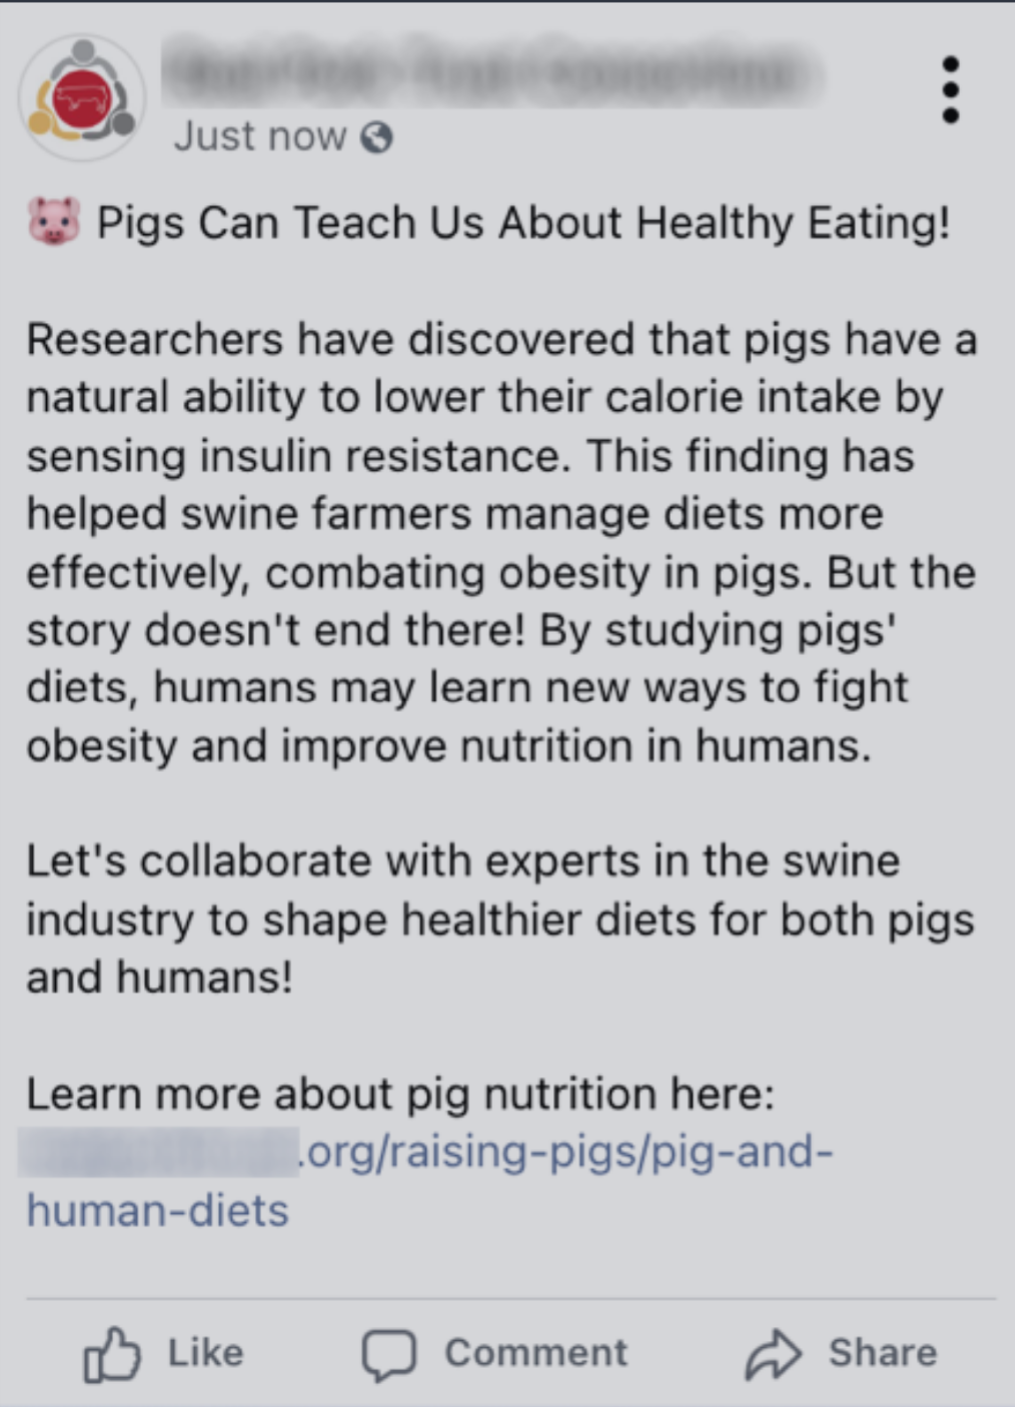 Just now
🐷 Pigs Can Teach Us About Healthy Eating!
Researchers have discovered that pigs have a
natural ability to lower their calorie intake by
sensing insulin resistance. This finding has
helped swine farmers manage diets more
effectively, combating obesity in pigs. But the
story doesn't end there! By studying pigs'
diets, humans may learn new ways to fight
obesity and improve nutrition in humans.
Let's collaborate with experts in the swine
industry to shape healthier diets for both pigs
and humans!
Learn more about pig nutrition here:
.org/raising-pigs/pig-and-
human-diets
Like Comment Share